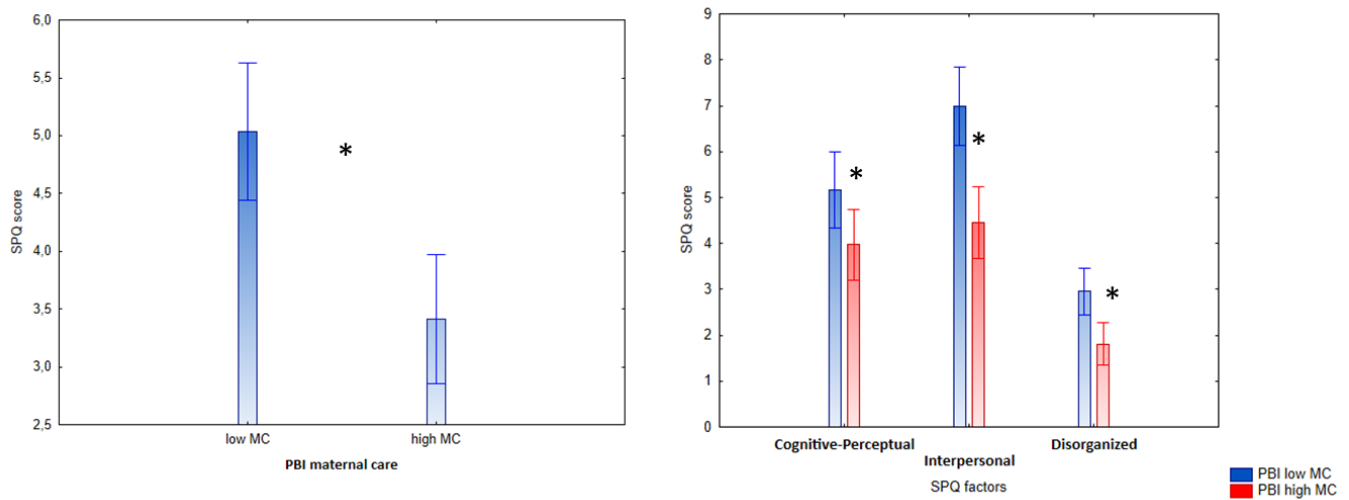 6,0
5,5
5,0
4,5
4,0
3,5
3,0
2,5
SPQ score
*
low MC
high MC
PBI maternal care
9
8
7
6
5
4
3
2
1
0
SPQ score
*
*
*
Cognitive-Perceptual
Interpersonal
Disorganized
SPQ factors
PBI low MC
PBI high MC